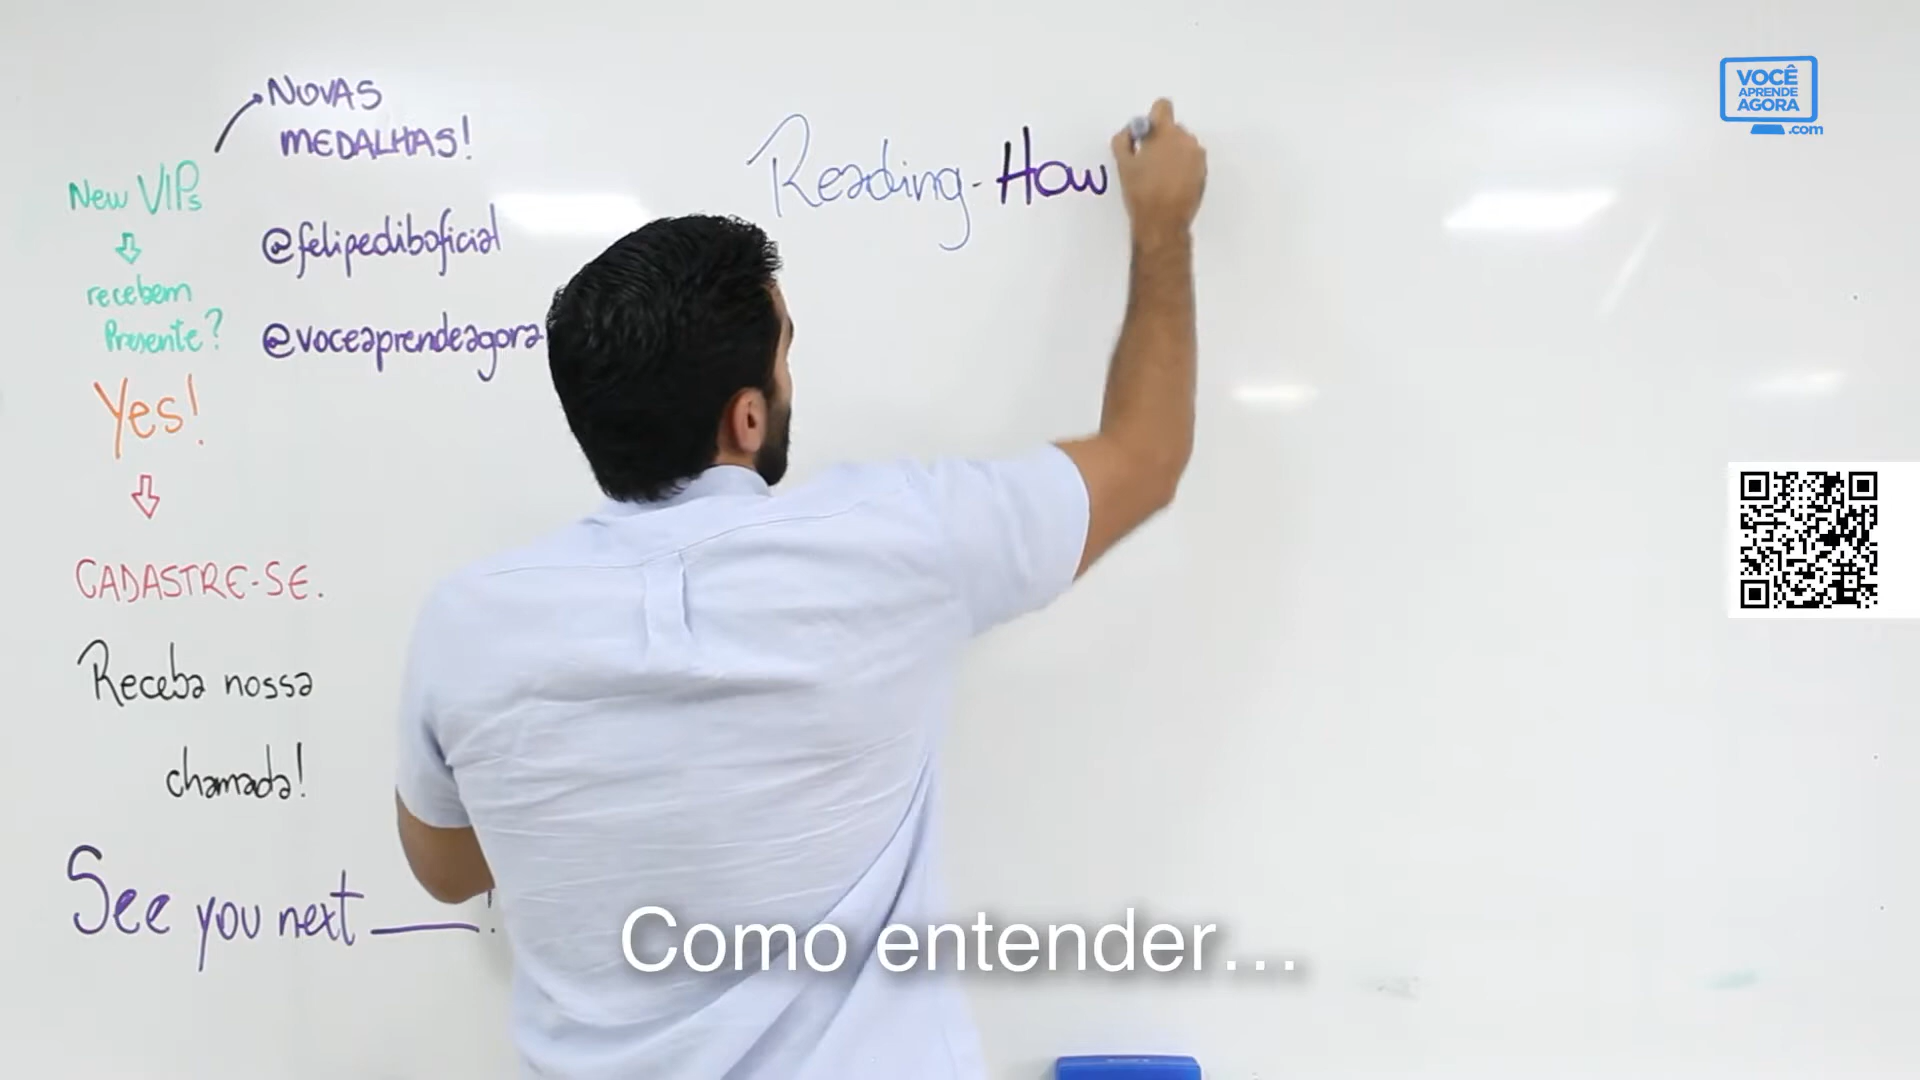 NOVAS
MEDALHAS!
New VIPs
recebem
Presente?
Yes!
CADASTRE-SE.
Receba nossa
chamada!
See you next ____!
@felipediboficial
@voceaprendeagora
Reading - How
VOCÊ
APRENDE
AGORA
.com
Como entender...